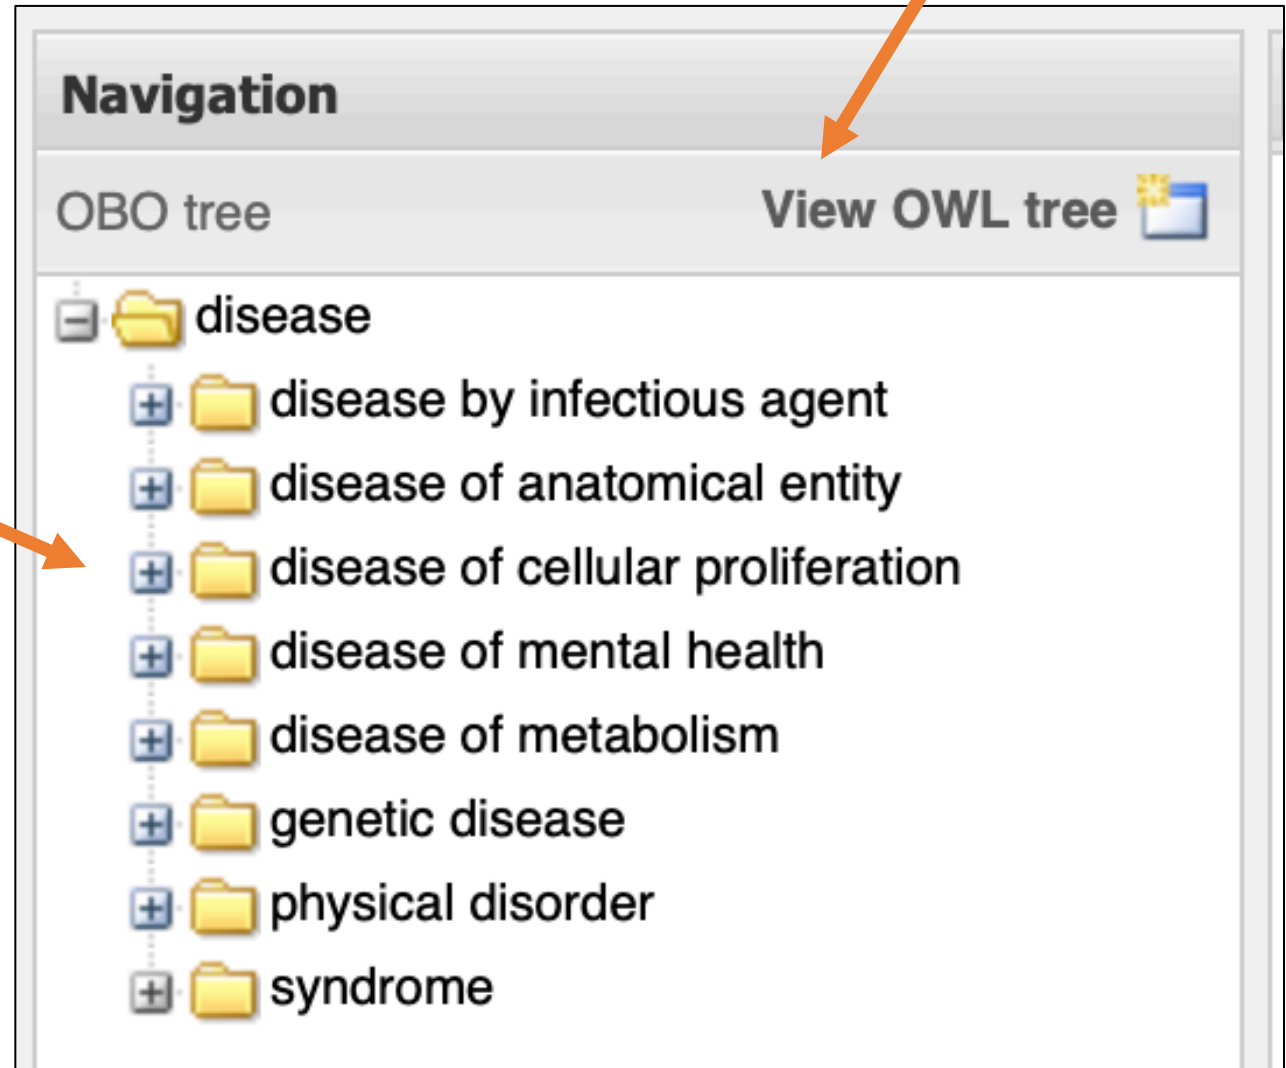 Navigation
OBO tree View OWL tree
disease
disease by infectious agent
disease of anatomical entity
disease of cellular proliferation
disease of mental health
disease of metabolism
genetic disease
physical disorder
syndrome